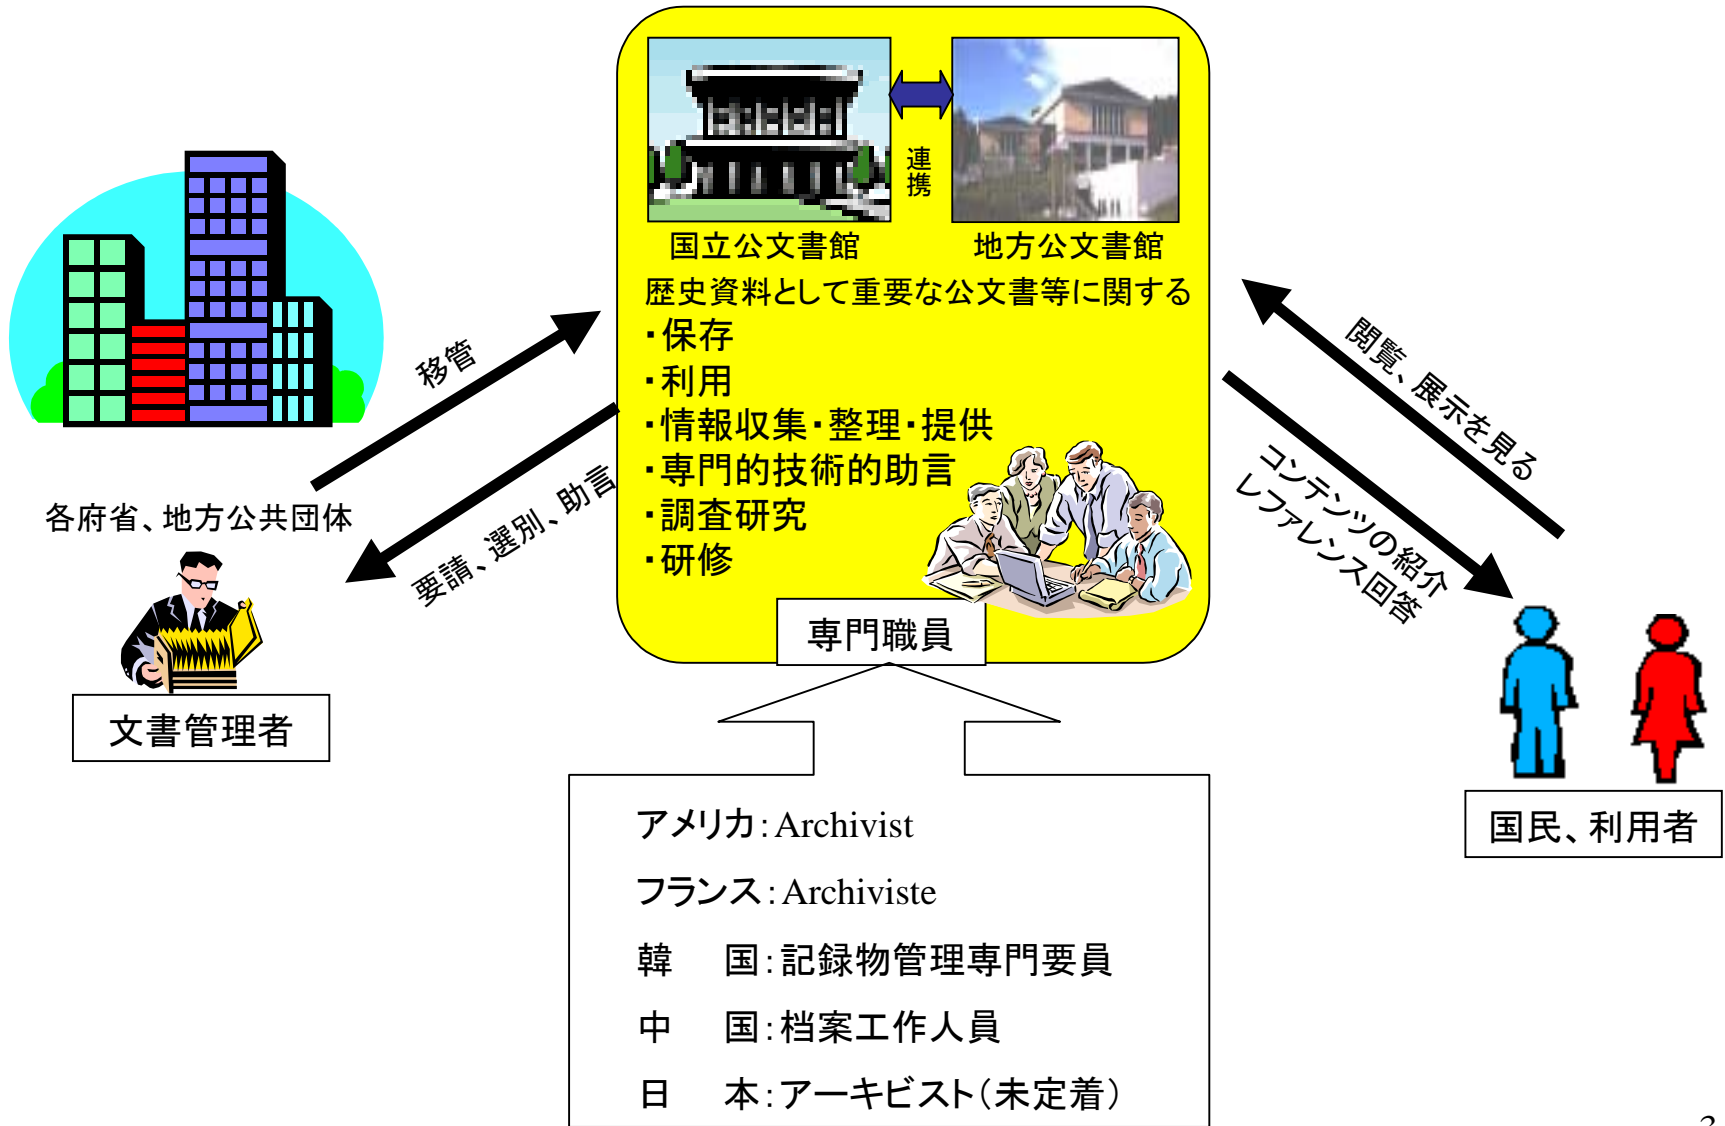 連携
国立公文書館
地方公文書館
歴史資料として重要な公文書等に関する
・保存
・利用
・情報収集・整理・提供
・専門的技術的助言
・調査研究
・研修
専門職員
移管
要請、選別、助言
各府省、地方公共団体
文書管理者
閲覧、展示を見る
コンテンツの紹介
レファレンス回答
国民、利用者
アメリカ：Archivist
フランス：Archiviste
韓　国：記録物管理専門要員
中　国：档案工作人員
日　本：アーキビスト（未定着）